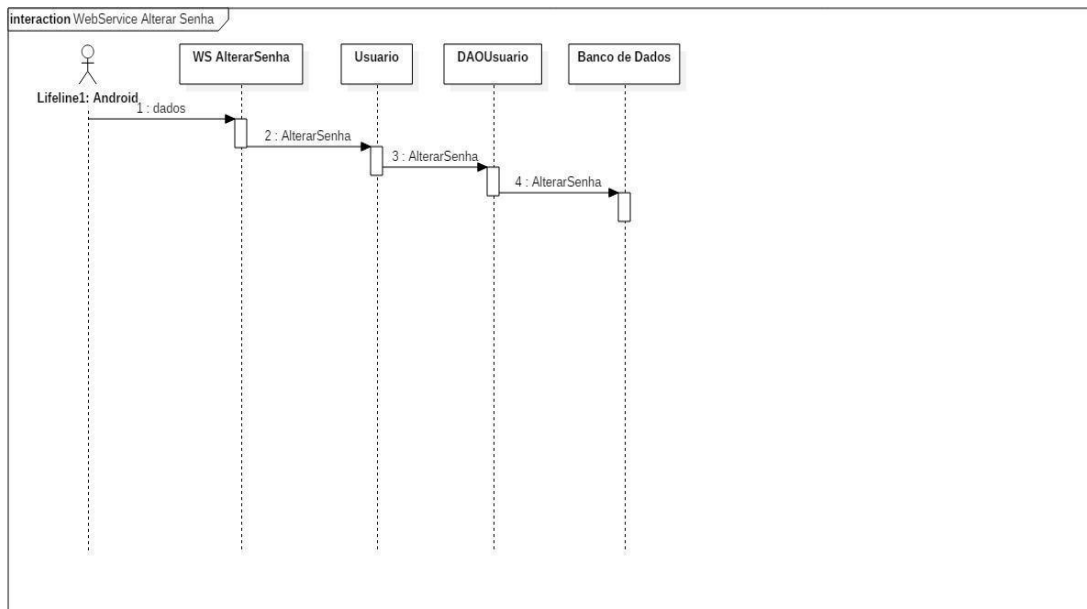 interaction WebService Alterar Senha
WS AlterarSenha
Usuario
DAOUsuario
Banco de Dados
Lifeline1: Android
1 : dados
2 : AlterarSenha
3 : AlterarSenha
4 : AlterarSenha